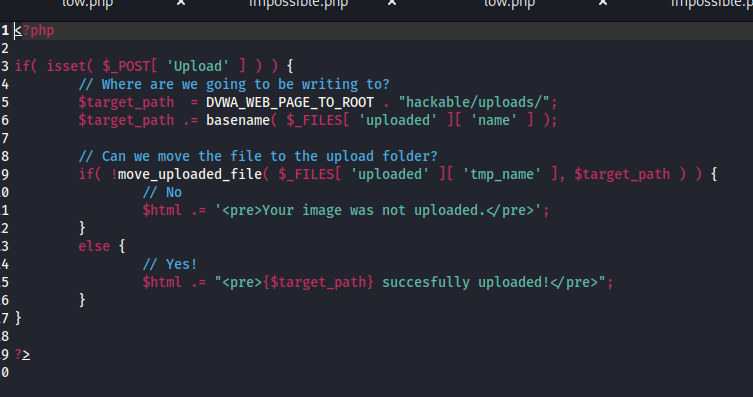 low.php × impossible.php × low.php × impossible.p
1 <?php
2
3 if( isset( $_POST[ 'Upload' ] ) ) {
4 // Where are we going to be writing to?
5 $target_path  = DVWA_WEB_PAGE_TO_ROOT . "hackable/uploads/";
6 $target_path .= basename( $_FILES[ 'uploaded' ][ 'name' ] );
7
8 // Can we move the file to the upload folder?
9 if( !move_uploaded_file( $_FILES[ 'uploaded' ][ 'tmp_name' ], $target_path ) ) {
0 // No
1 $html .= '<pre>Your image was not uploaded.</pre>';
2 }
3 else {
4 // Yes!
5 $html .= "<pre>{$target_path} succesfully uploaded!</pre>";
6 }
7 }
8
9 ?>
0